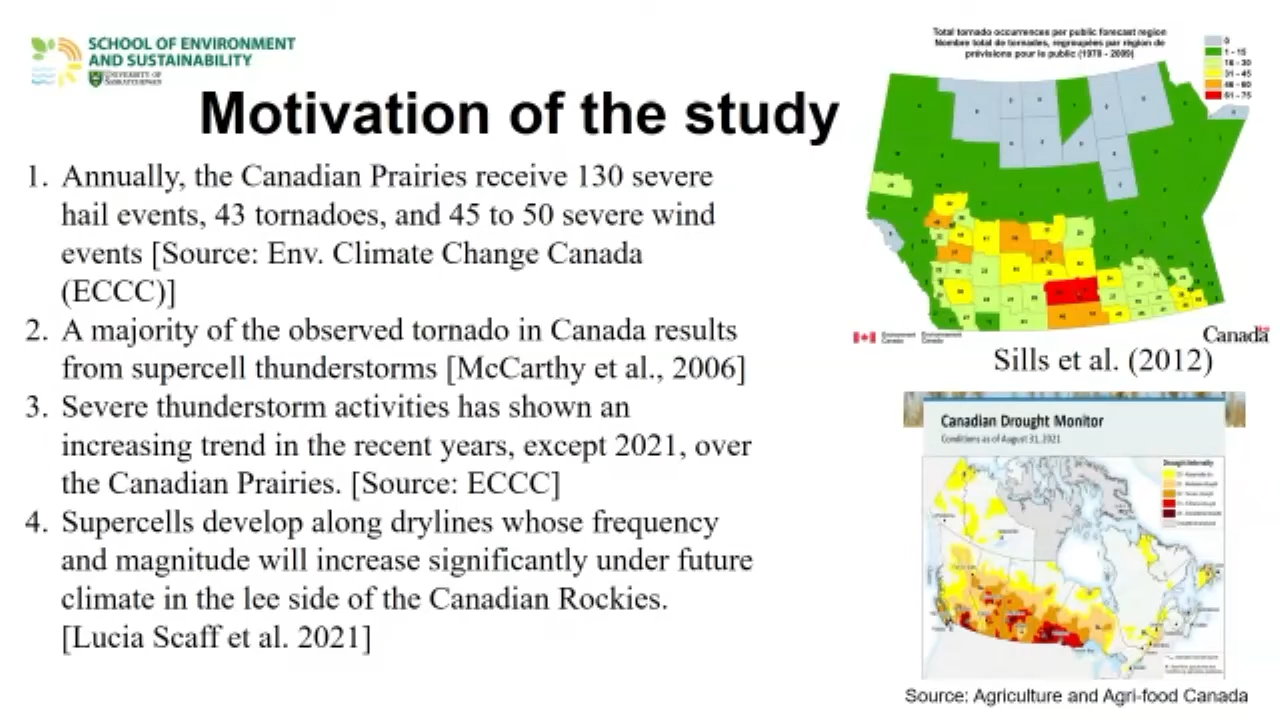 SCHOOL OF ENVIRONMENT
AND SUSTAINABILITY
UNIVERSITY OF
SASKATCHEWAN
Motivation of the study
1. Annually, the Canadian Prairies receive 130 severe
hail events, 43 tornadoes, and 45 to 50 severe wind
events [Source: Env. Climate Change Canada
(ECCC)]
2. A majority of the observed tornado in Canada results
from supercell thunderstorms [McCarthy et al., 2006]
3. Severe thunderstorm activities has shown an
increasing trend in the recent years, except 2021, over
the Canadian Prairies. [Source: ECCC]
4. Supercells develop along drylines whose frequency
and magnitude will increase significantly under future
climate in the lee side of the Canadian Rockies.
[Lucia Scaff et al. 2021]
Total tornado occurrences per public forecast region
Nombre total de tornades, regroupées par région de
prévisions pour le public (1979 - 2009)
0
1 - 15
16 - 30
31 - 45
46 - 60
61 - 75
Environment
Canada
Environnement
Canada
Canada
Sills et al. (2012)
Canadian Drought Monitor
Conditions as of August 31, 2021
Drought Intensity
Source: Agriculture and Agri-food Canada